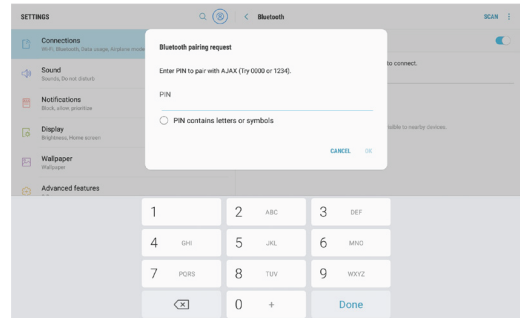 SETTINGS
Bluetooth
SCAN
Connections
Wi-Fi, Bluetooth, Data usage, Airplane mode
Sound
Sounds, Do not disturb
Notifications
Block, allow, prioritise
Display
Brightness, Home screen
Wallpaper
Wallpaper
Advanced features
to connect.
visible to nearby devices.
Bluetooth pairing request
Enter PIN to pair with AJAX (Try 0000 or 1234).
PIN
PIN contains letters or symbols
CANCEL OK
1 2 ABC 3 DEF
4 GHI 5 JKL 6 MNO
7 PQRS 8 TUV 9 WXYZ
0 + Done